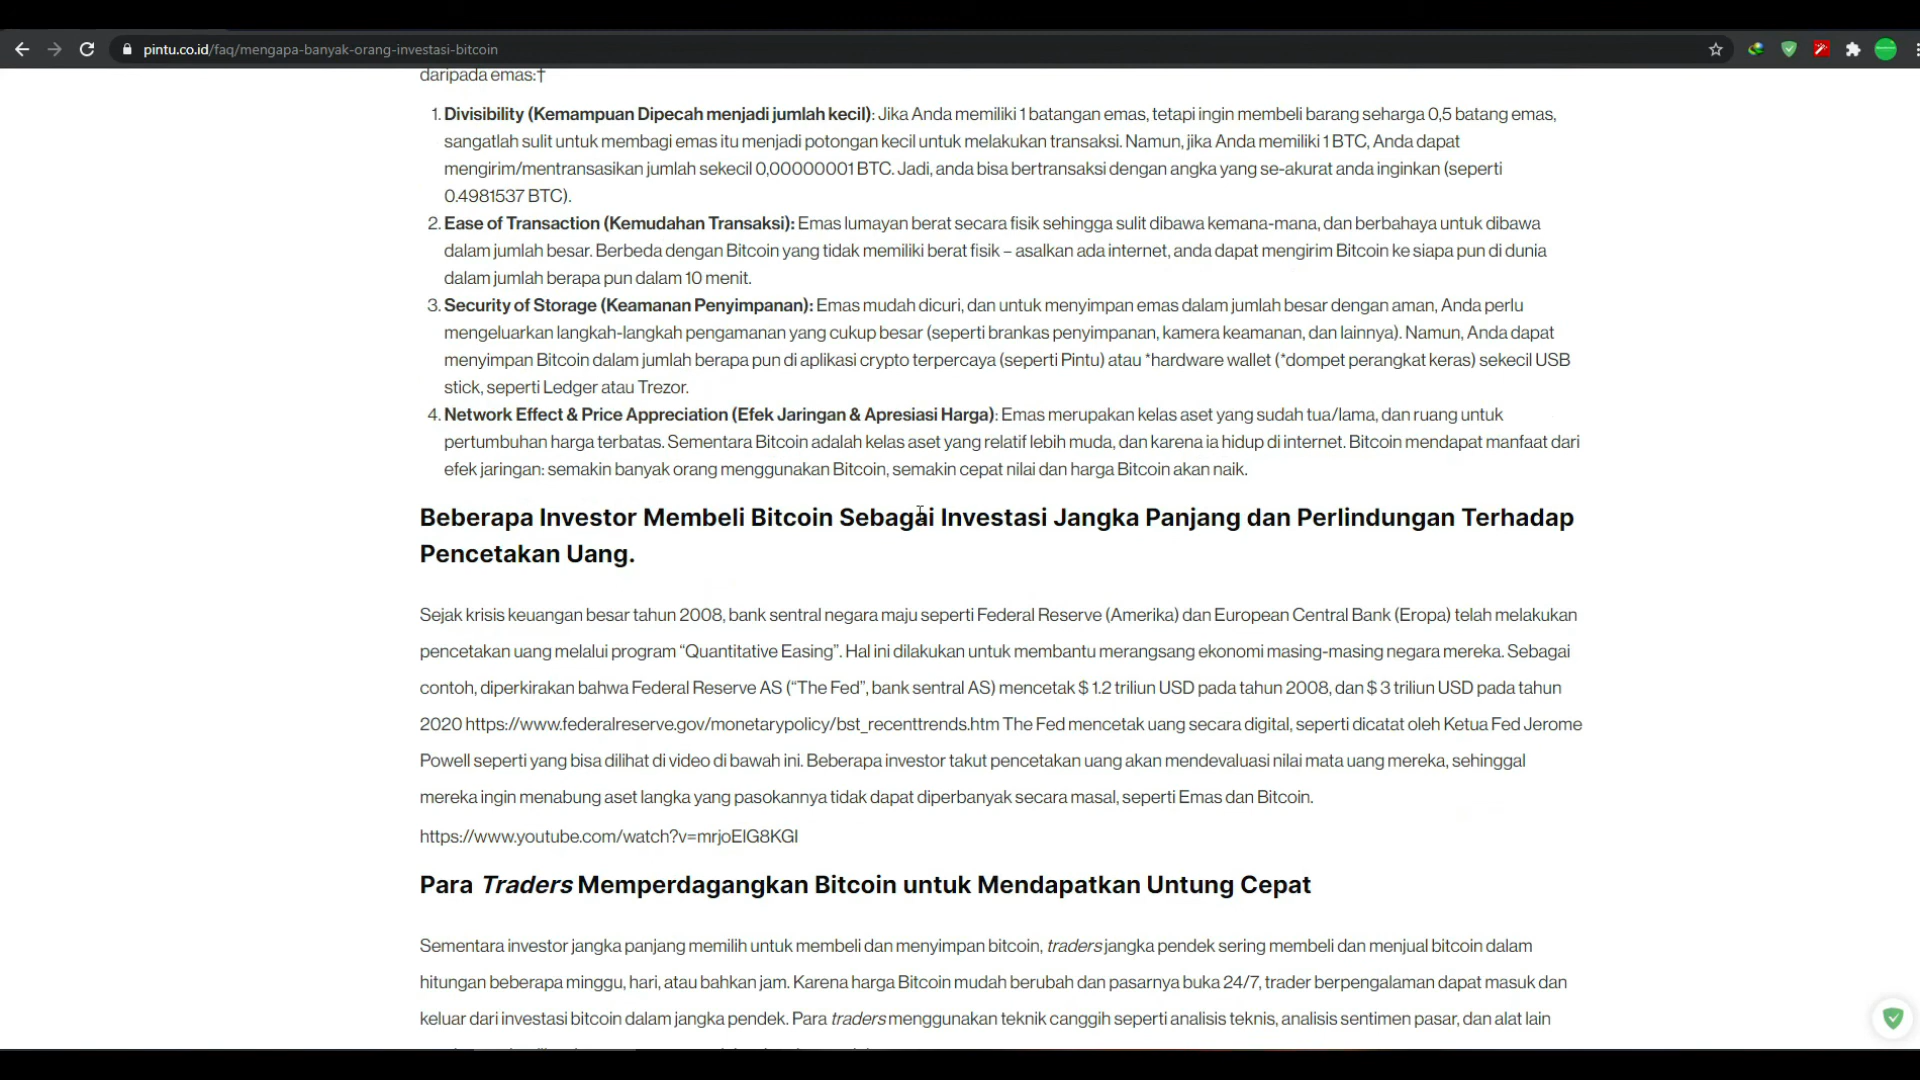 pintu.co.id/faq/mengapa-banyak-orang-investasi-bitcoin
daripada emas:†
1. Divisibility (Kemampuan Dipecah menjadi jumlah kecil): Jika Anda memiliki 1 batangan emas, tetapi ingin membeli barang seharga 0,5 batang emas,
sangatlah sulit untuk membagi emas itu menjadi potongan kecil untuk melakukan transaksi. Namun, jika Anda memiliki 1 BTC, Anda dapat
mengirim/mentransasikan jumlah sekecil 0,00000001 BTC. Jadi, anda bisa bertransaksi dengan angka yang se-akurat anda inginkan (seperti
0.4981537 BTC).
2. Ease of Transaction (Kemudahan Transaksi): Emas lumayan berat secara fisik sehingga sulit dibawa kemana-mana, dan berbahaya untuk dibawa
dalam jumlah besar. Berbeda dengan Bitcoin yang tidak memiliki berat fisik – asalkan ada internet, anda dapat mengirim Bitcoin ke siapa pun di dunia
dalam jumlah berapa pun dalam 10 menit.
3. Security of Storage (Keamanan Penyimpanan): Emas mudah dicuri, dan untuk menyimpan emas dalam jumlah besar dengan aman, Anda perlu
mengeluarkan langkah-langkah pengamanan yang cukup besar (seperti brankas penyimpanan, kamera keamanan, dan lainnya). Namun, Anda dapat
menyimpan Bitcoin dalam jumlah berapa pun di aplikasi crypto terpercaya (seperti Pintu) atau *hardware wallet (*dompet perangkat keras) sekecil USB
stick, seperti Ledger atau Trezor.
4. Network Effect & Price Appreciation (Efek Jaringan & Apresiasi Harga): Emas merupakan kelas aset yang sudah tua/lama, dan ruang untuk
pertumbuhan harga terbatas. Sementara Bitcoin adalah kelas aset yang relatif lebih muda, dan karena ia hidup di internet. Bitcoin mendapat manfaat dari
efek jaringan: semakin banyak orang menggunakan Bitcoin, semakin cepat nilai dan harga Bitcoin akan naik.
Beberapa Investor Membeli Bitcoin Sebagai Investasi Jangka Panjang dan Perlindungan Terhadap
Pencetakan Uang.
Sejak krisis keuangan besar tahun 2008, bank sentral negara maju seperti Federal Reserve (Amerika) dan European Central Bank (Eropa) telah melakukan
pencetakan uang melalui program “Quantitative Easing”. Hal ini dilakukan untuk membantu merangsang ekonomi masing-masing negara mereka. Sebagai
contoh, diperkirakan bahwa Federal Reserve AS (“The Fed”, bank sentral AS) mencetak $ 1.2 triliun USD pada tahun 2008, dan $ 3 triliun USD pada tahun
2020 https://www.federalreserve.gov/monetarypolicy/bst_recenttrends.htm The Fed mencetak uang secara digital, seperti dicatat oleh Ketua Fed Jerome
Powell seperti yang bisa dilihat di video di bawah ini. Beberapa investor takut pencetakan uang akan mendevaluasi nilai mata uang mereka, sehinggal
mereka ingin menabung aset langka yang pasokannya tidak dapat diperbanyak secara masal, seperti Emas dan Bitcoin.
https://www.youtube.com/watch?v=mrjoEIG8KGI
Para Traders Memperdagangkan Bitcoin untuk Mendapatkan Untung Cepat
Sementara investor jangka panjang memilih untuk membeli dan menyimpan bitcoin, traders jangka pendek sering membeli dan menjual bitcoin dalam
hitungan beberapa minggu, hari, atau bahkan jam. Karena harga Bitcoin mudah berubah dan pasarnya buka 24/7, trader berpengalaman dapat masuk dan
keluar dari investasi bitcoin dalam jangka pendek. Para traders menggunakan teknik canggih seperti analisis teknis, analisis sentimen pasar, dan alat lain